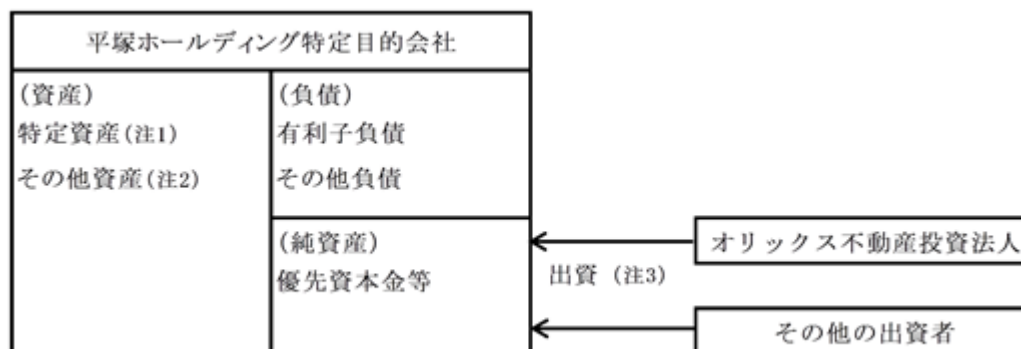 平塚ホールディング特定目的会社
(資産)
特定資産(注1)
その他資産(注2)
(負債)
有利子負債
その他負債
(純資産)
優先資本金等
出資 (注3)
オリックス不動産投資法人
その他の出資者